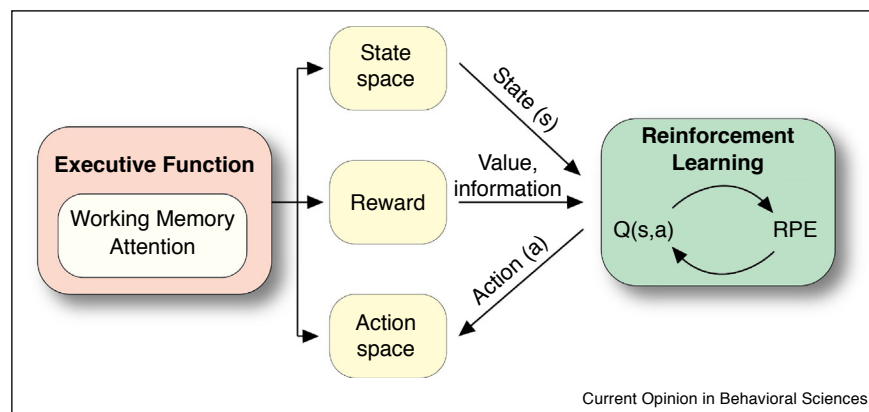 Executive Function
Working Memory
Attention
State
space
Reward
Action
space
State (s)
Value,
information
Action (a)
Reinforcement
Learning
Q(s,a)
RPE
Current Opinion in Behavioral Sciences